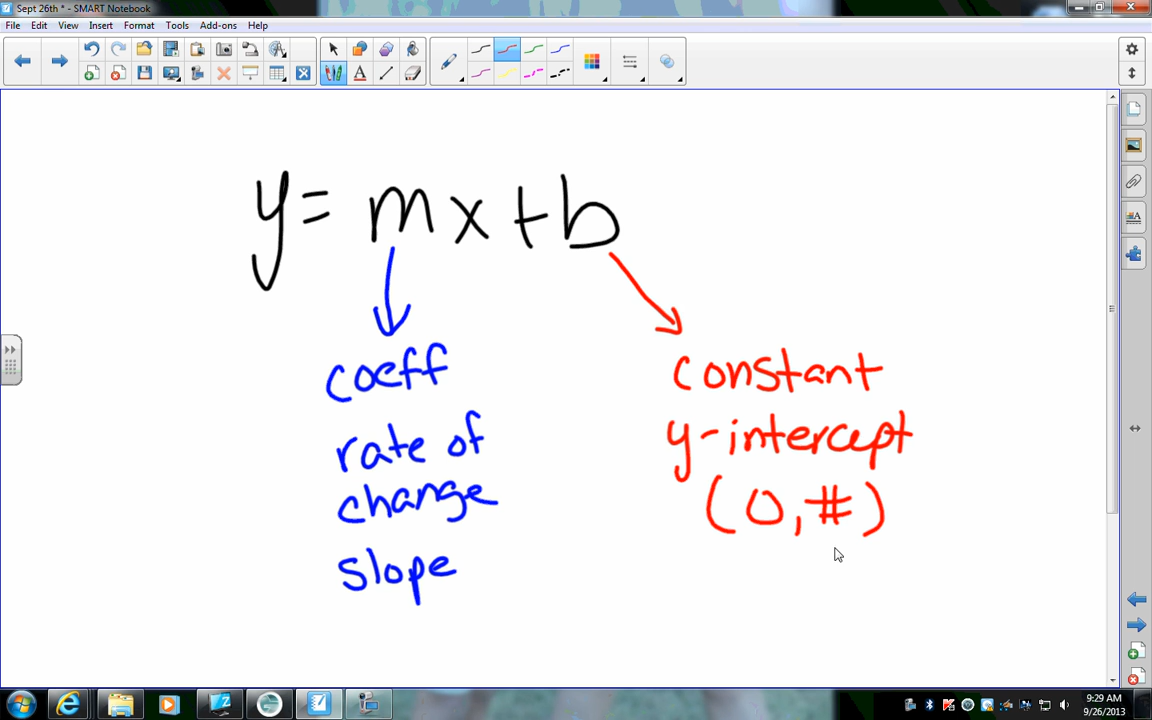 Sept 26th * - SMART Notebook
File Edit View Insert Format Tools Add-ons Help
y = mx + b
coeff
rate of
change
slope
constant
y-intercept
(0, #)
9:29 AM
9/26/2013